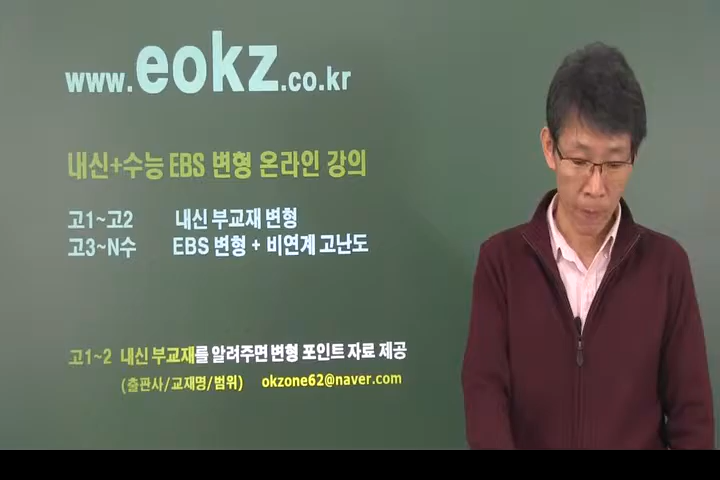 www.eokz.co.kr
내신+수능 EBS 변형 온라인 강의
고1~고2 내신 부교재 변형
고3~N수 EBS 변형 + 비연계 고난도
고1~2 내신 부교재를 알려주면 변형 포인트 자료 제공
(출판사/교재명/범위) okzone62@naver.com